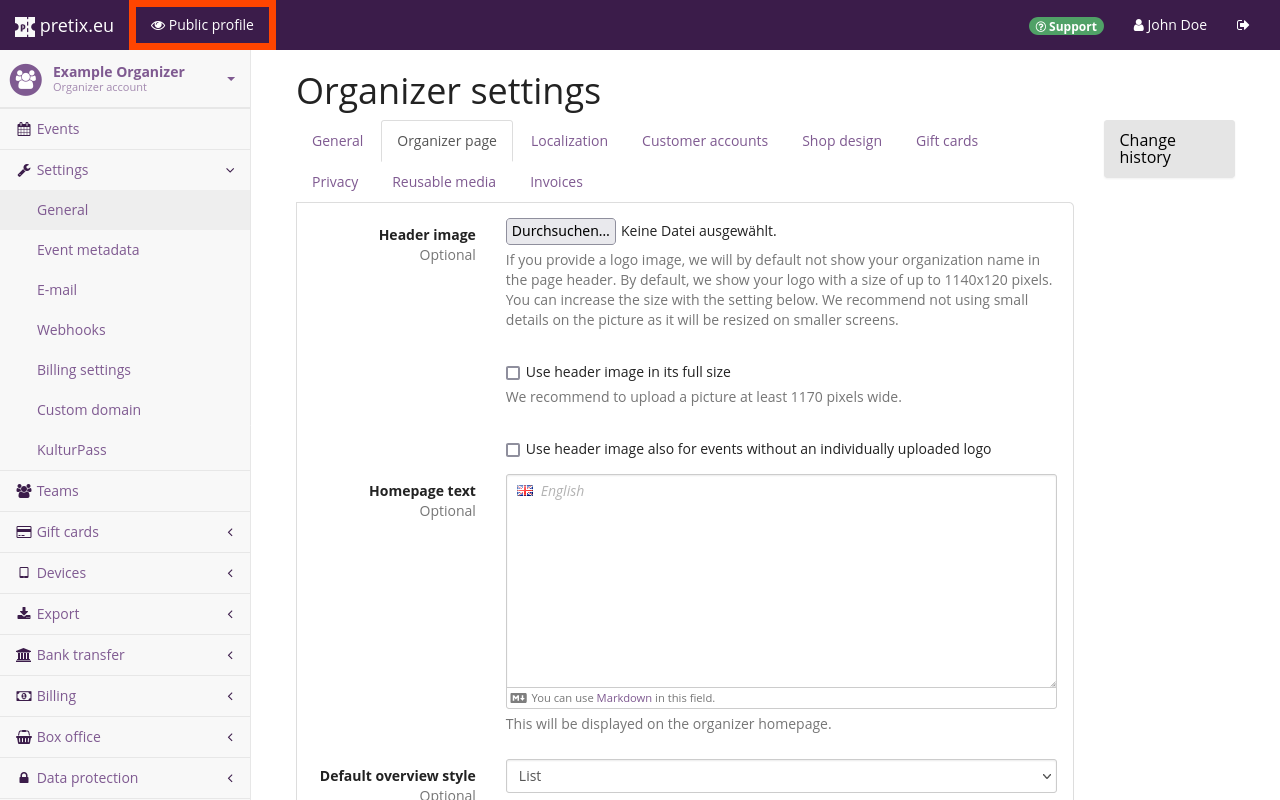 pretix.eu
Public profile
Support
John Doe
Example Organizer
Organizer account
Events
Settings
General
Event metadata
E-mail
Webhooks
Billing settings
Custom domain
KulturPass
Teams
Gift cards
Devices
Export
Bank transfer
Billing
Box office
Data protection
Organizer settings
General
Organizer page
Localization
Customer accounts
Shop design
Gift cards
Privacy
Reusable media
Invoices
Change
history
Header image
Optional
Durchsuchen... Keine Datei ausgewählt.
If you provide a logo image, we will by default not show your organization name in
the page header. By default, we show your logo with a size of up to 1140x120 pixels.
You can increase the size with the setting below. We recommend not using small
details on the picture as it will be resized on smaller screens.
Use header image in its full size
We recommend to upload a picture at least 1170 pixels wide.
Use header image also for events without an individually uploaded logo
Homepage text
Optional
English
You can use Markdown in this field.
This will be displayed on the organizer homepage.
Default overview style
Optional
List